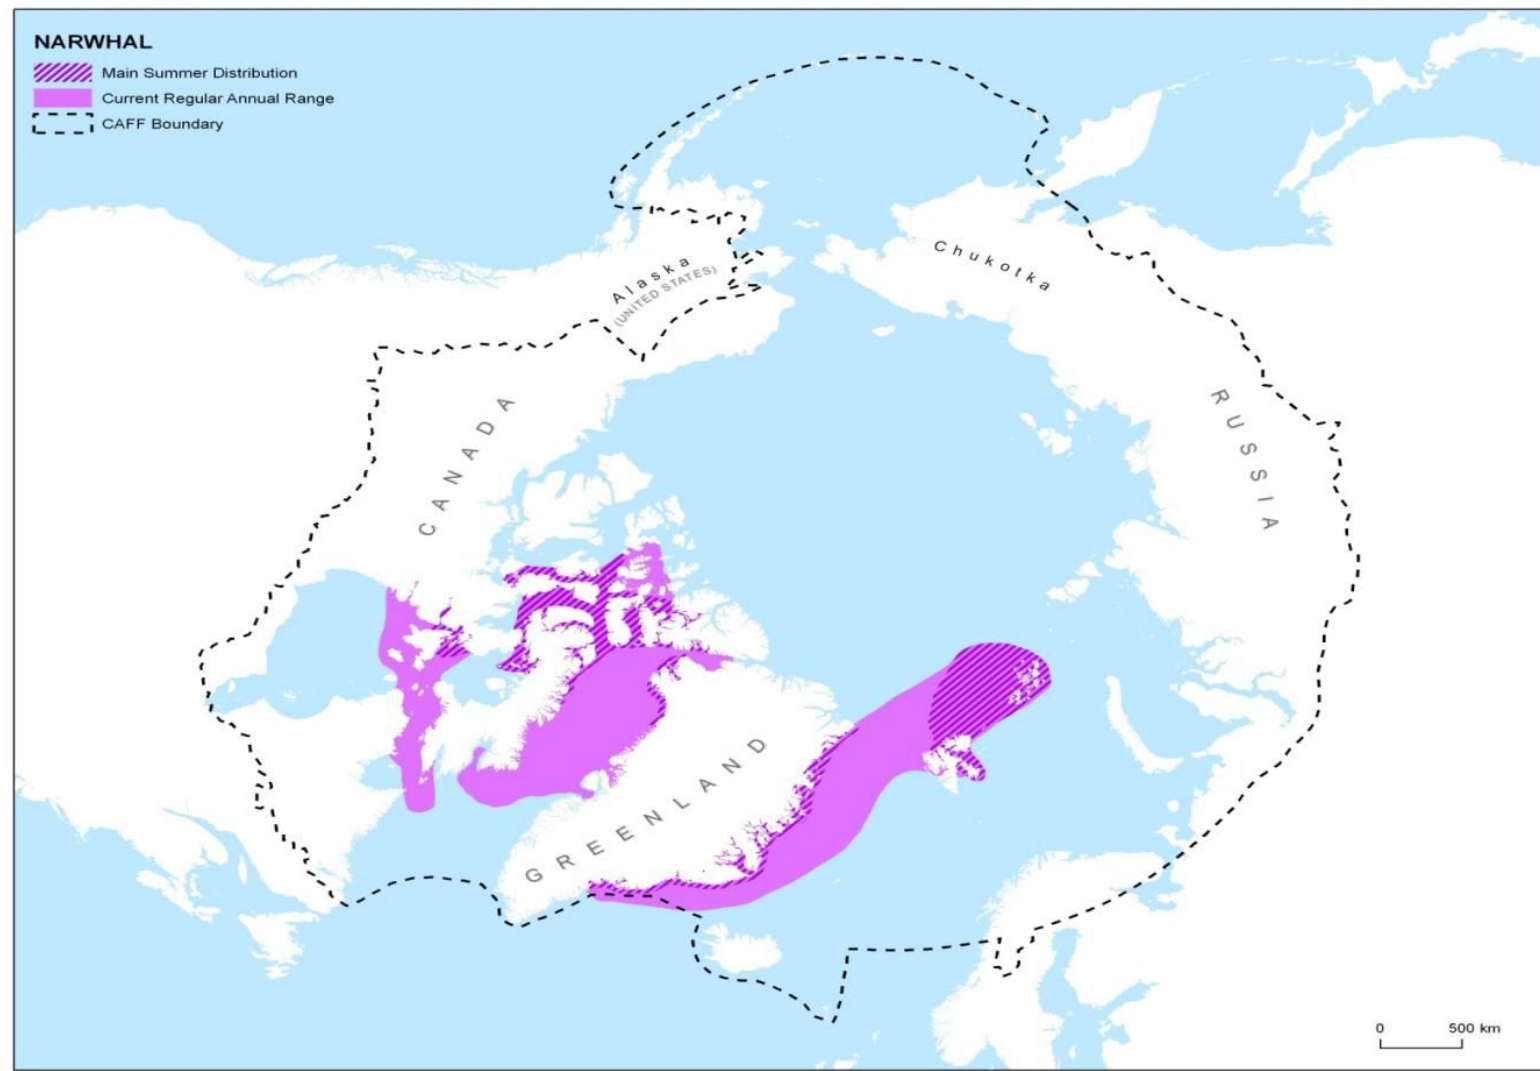 NARWHAL
Main Summer Distribution
Current Regular Annual Range
CAFF Boundary
Alaska
(UNITED STATES)
Chukotka
CANADA
RUSSIA
GREENLAND
0 500 km